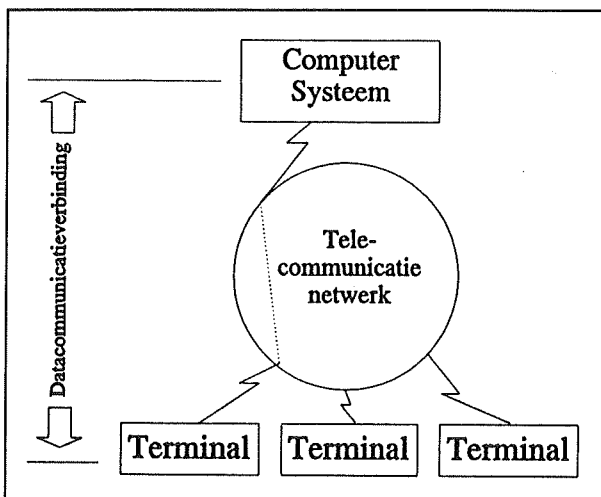 Computer
Systeem
Datacommunicatieverbinding
Tele-
communicatie
netwerk
Terminal
Terminal
Terminal